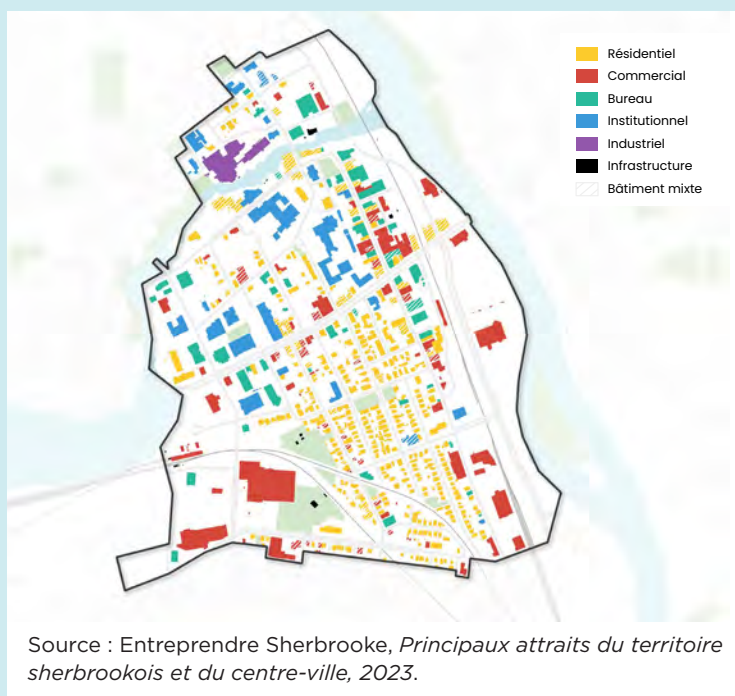 Résidentiel
Commercial
Bureau
Institutionnel
Industriel
Infrastructure
Bâtiment mixte
Source : Entreprendre Sherbrooke, Principaux attraits du territoire
sherbrookois et du centre-ville, 2023.